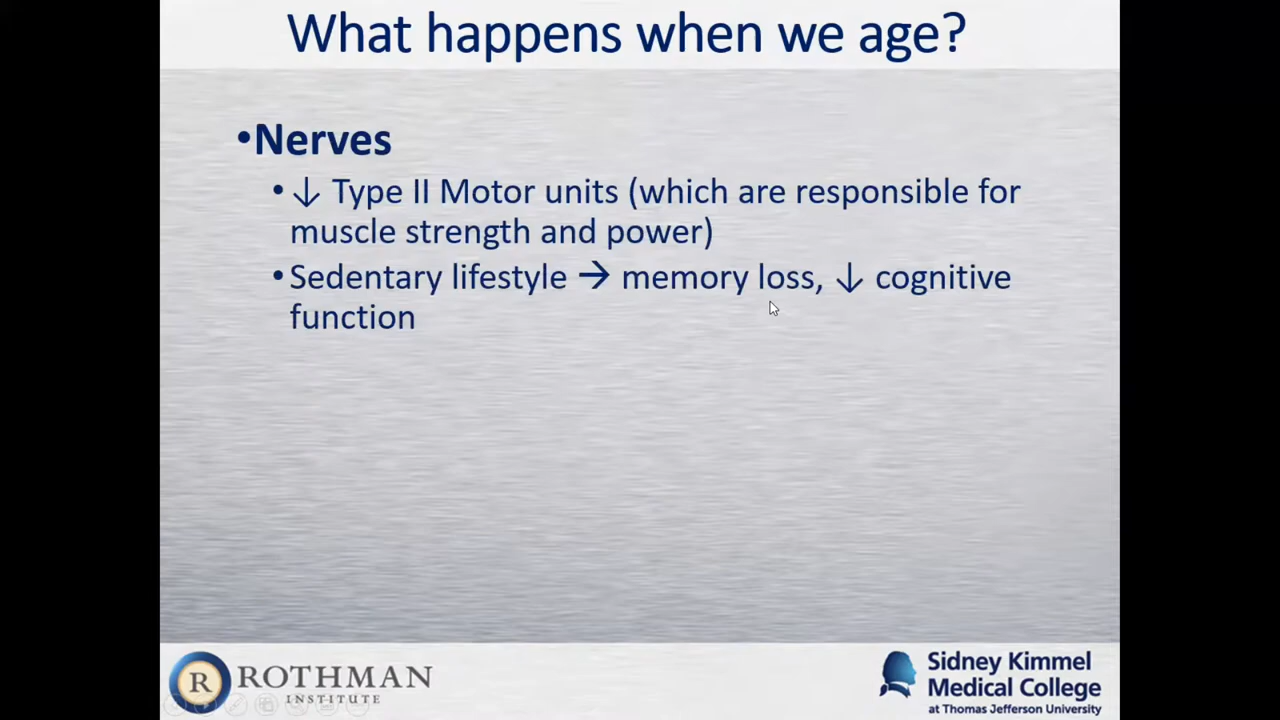 What happens when we age?
•Nerves
•↓ Type II Motor units (which are responsible for
muscle strength and power)
•Sedentary lifestyle → memory loss, ↓ cognitive
function
R ROTHMAN
INSTITUTE
Sidney Kimmel
Medical College
at Thomas Jefferson University